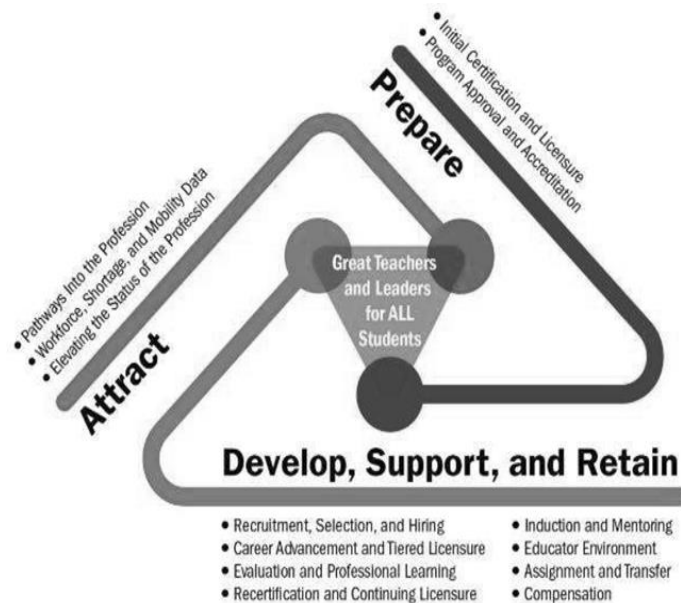 Prepare
• Initial Certification and Licensure
• Program Approval and Accreditation
Attract
• Pathways Into the Profession
• Workforce, Shortage, and Mobility Data
• Elevating the Status of the Profession
Great Teachers
and Leaders
for ALL
Students
Develop, Support, and Retain
• Recruitment, Selection, and Hiring
• Career Advancement and Tiered Licensure
• Evaluation and Professional Learning
• Recertification and Continuing Licensure
• Induction and Mentoring
• Educator Environment
• Assignment and Transfer
• Compensation